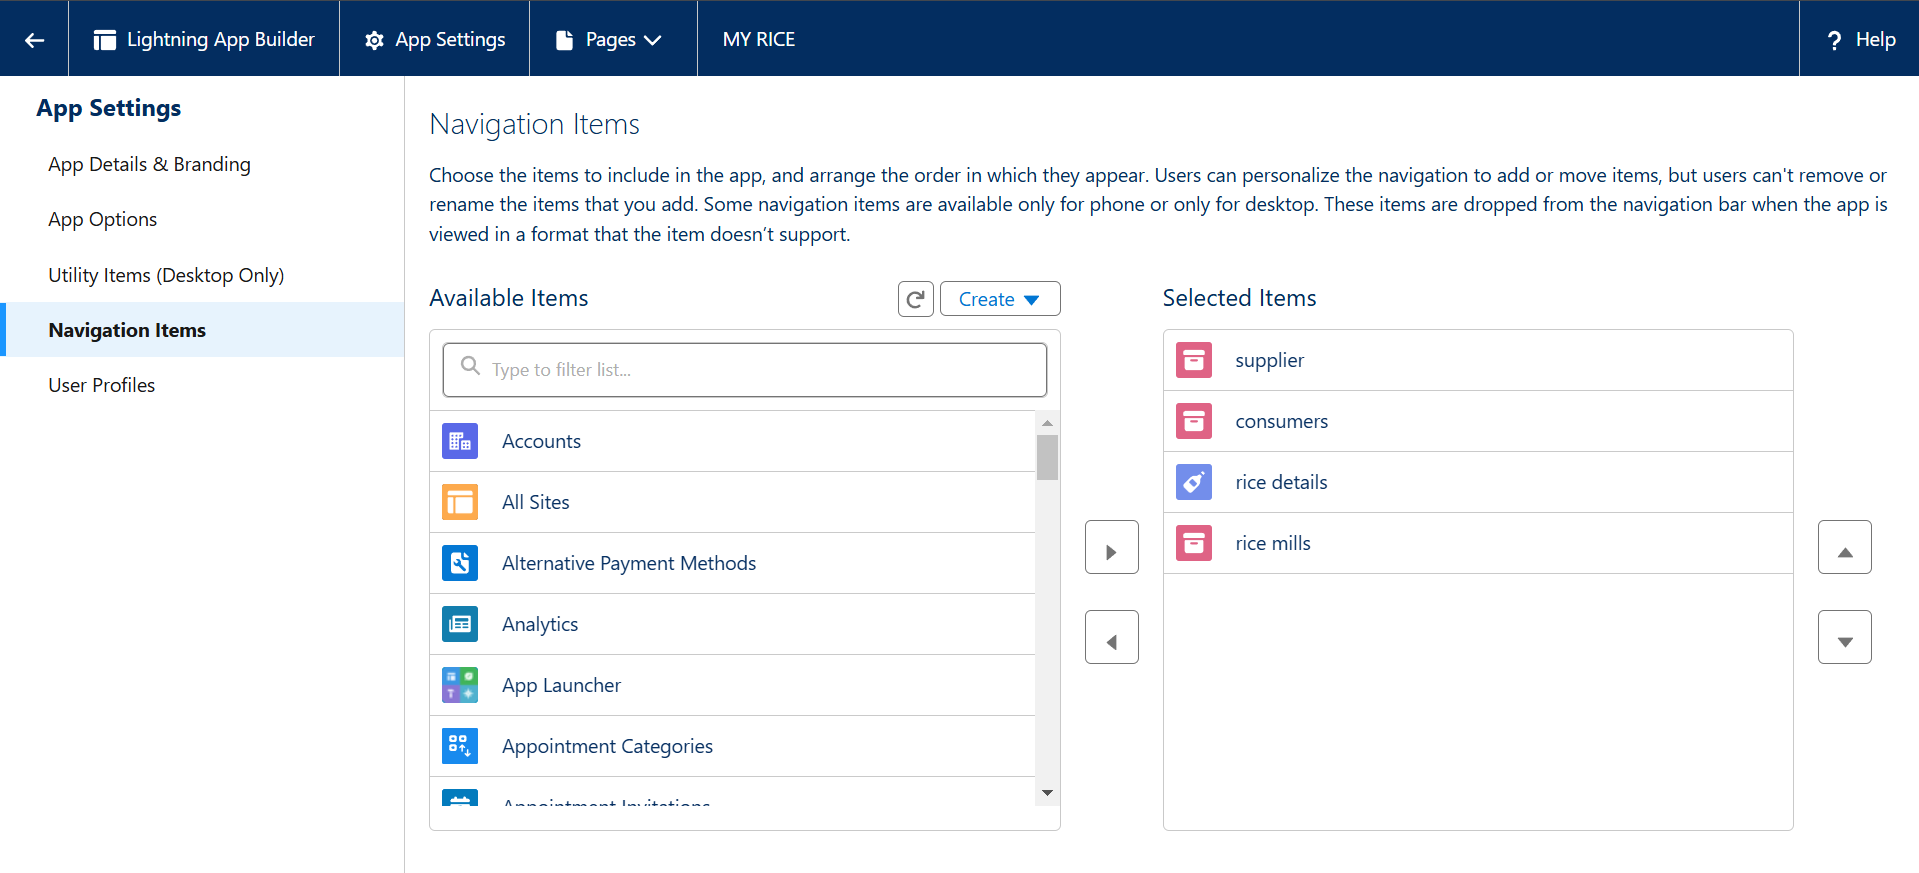 Lightning App Builder
App Settings
Pages
MY RICE
? Help
App Settings
App Details & Branding
App Options
Utility Items (Desktop Only)
Navigation Items
User Profiles
Navigation Items
Choose the items to include in the app, and arrange the order in which they appear. Users can personalize the navigation to add or move items, but users can't remove or
rename the items that you add. Some navigation items are available only for phone or only for desktop. These items are dropped from the navigation bar when the app is
viewed in a format that the item doesn’t support.
Available Items
Create
Type to filter list...
Accounts
All Sites
Alternative Payment Methods
Analytics
App Launcher
Appointment Categories
Appointment Invitations
Selected Items
supplier
consumers
rice details
rice mills